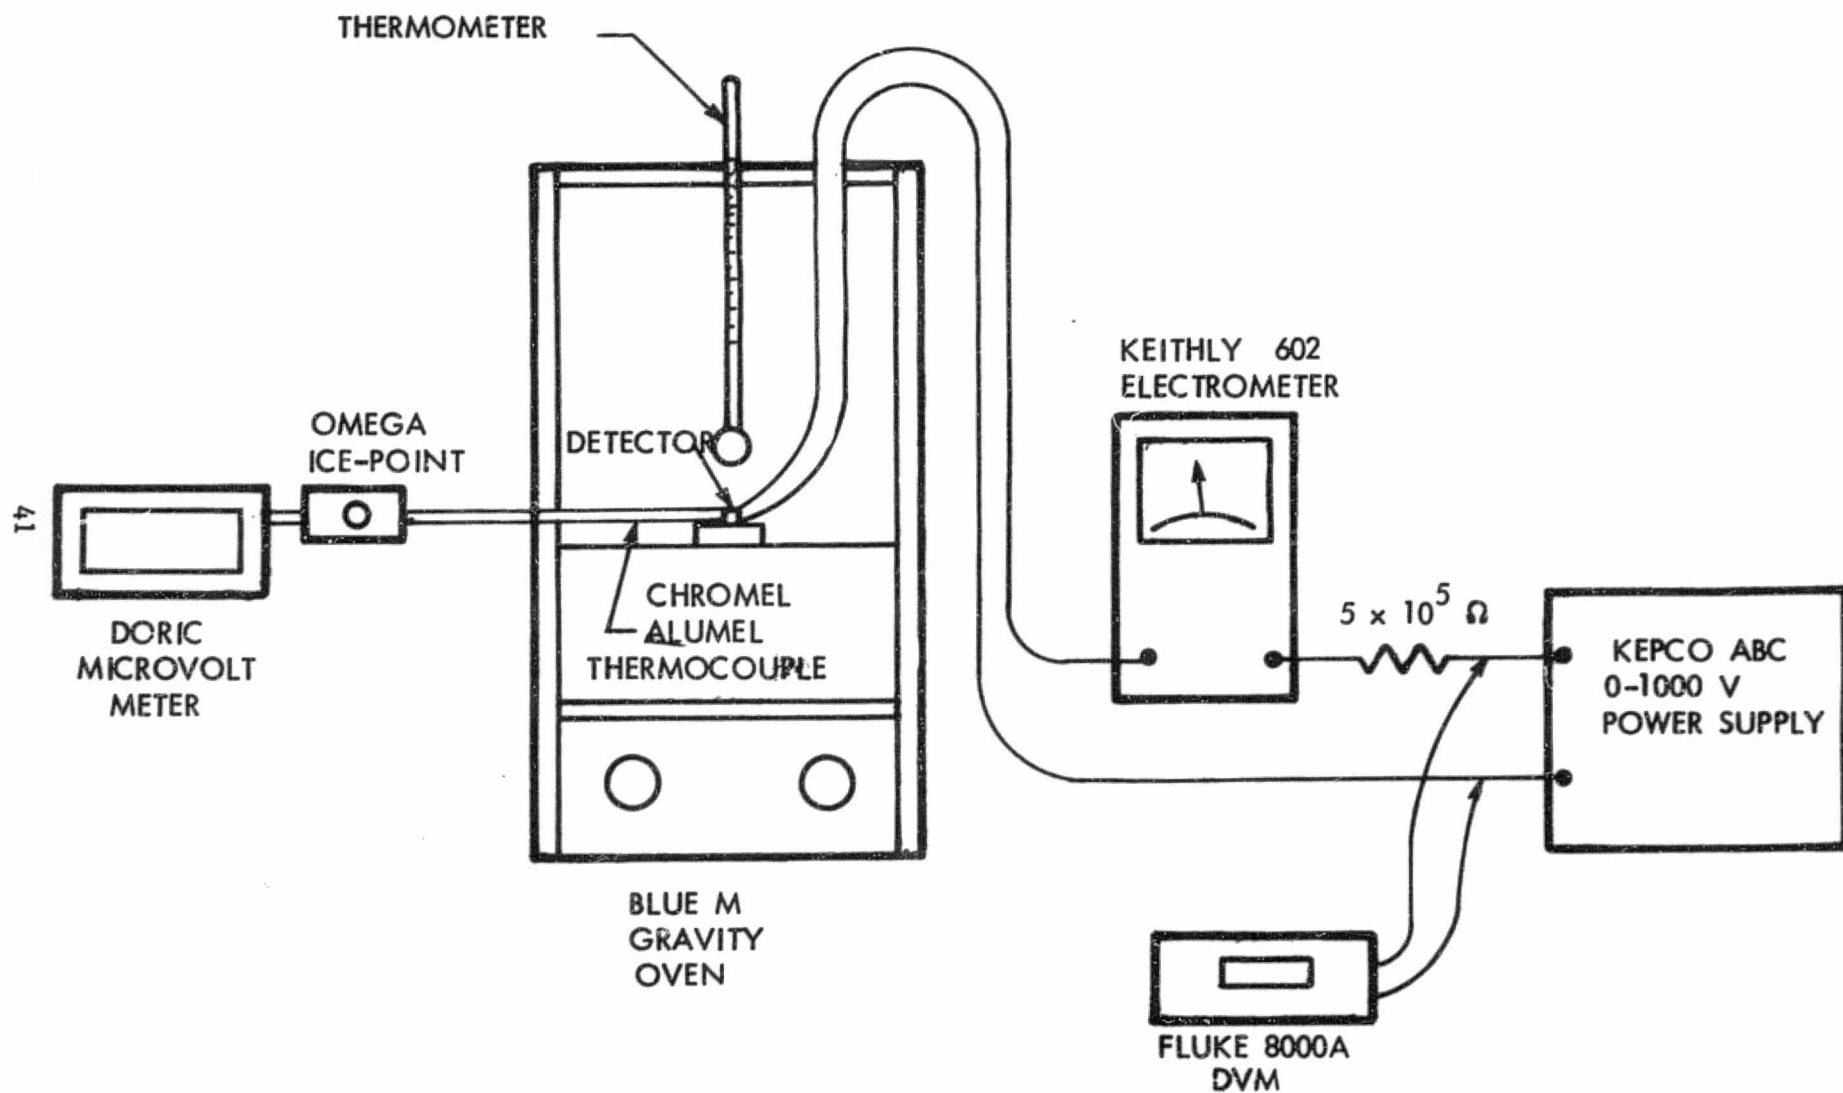 THERMOMETER
KEITHLY 602
ELECTROMETER
OMEGA
ICE-POINT
DETECTOR
41
CHROMEL
ALUMEL
THERMOCOUPLE
DORIC
MICROVOLT
METER
5 x 10⁵ Ω
KEPCO ABC
0-1000 V
POWER SUPPLY
BLUE M
GRAVITY
OVEN
FLUKE 8000A
DVM